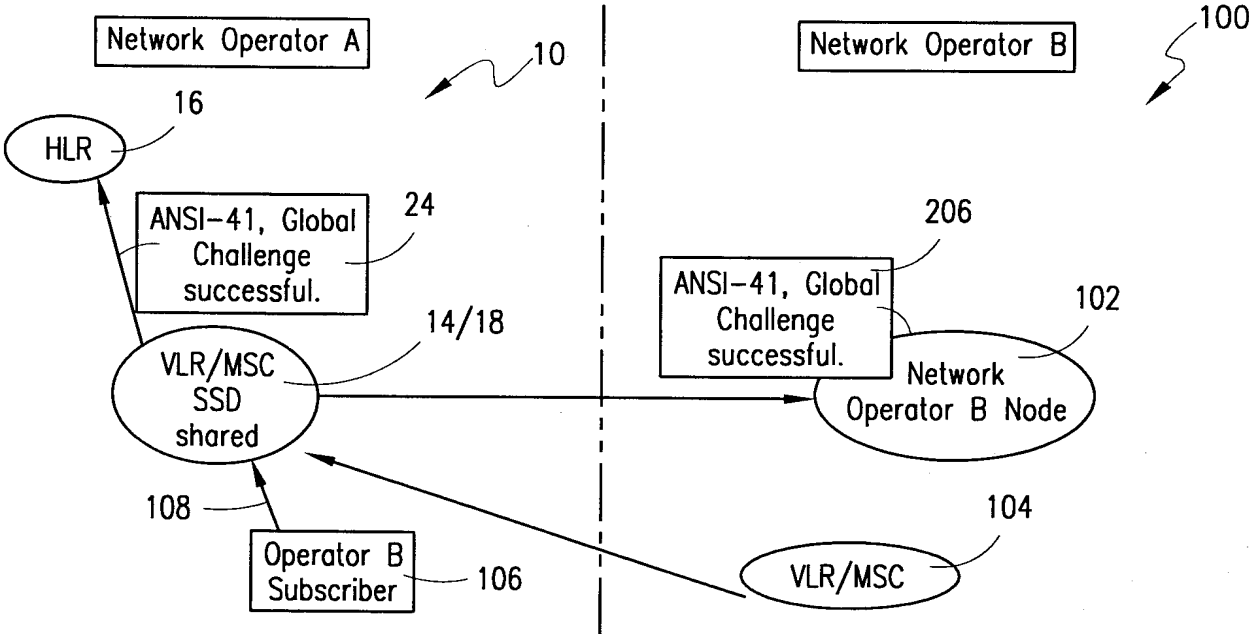 Network Operator A
Network Operator B
100
10
16
HLR
ANSI-41, Global
Challenge
successful.
24
206
ANSI-41, Global
Challenge
successful.
102
14/18
VLR/MSC
SSD
shared
Network
Operator B Node
108
104
Operator B
Subscriber
106
VLR/MSC